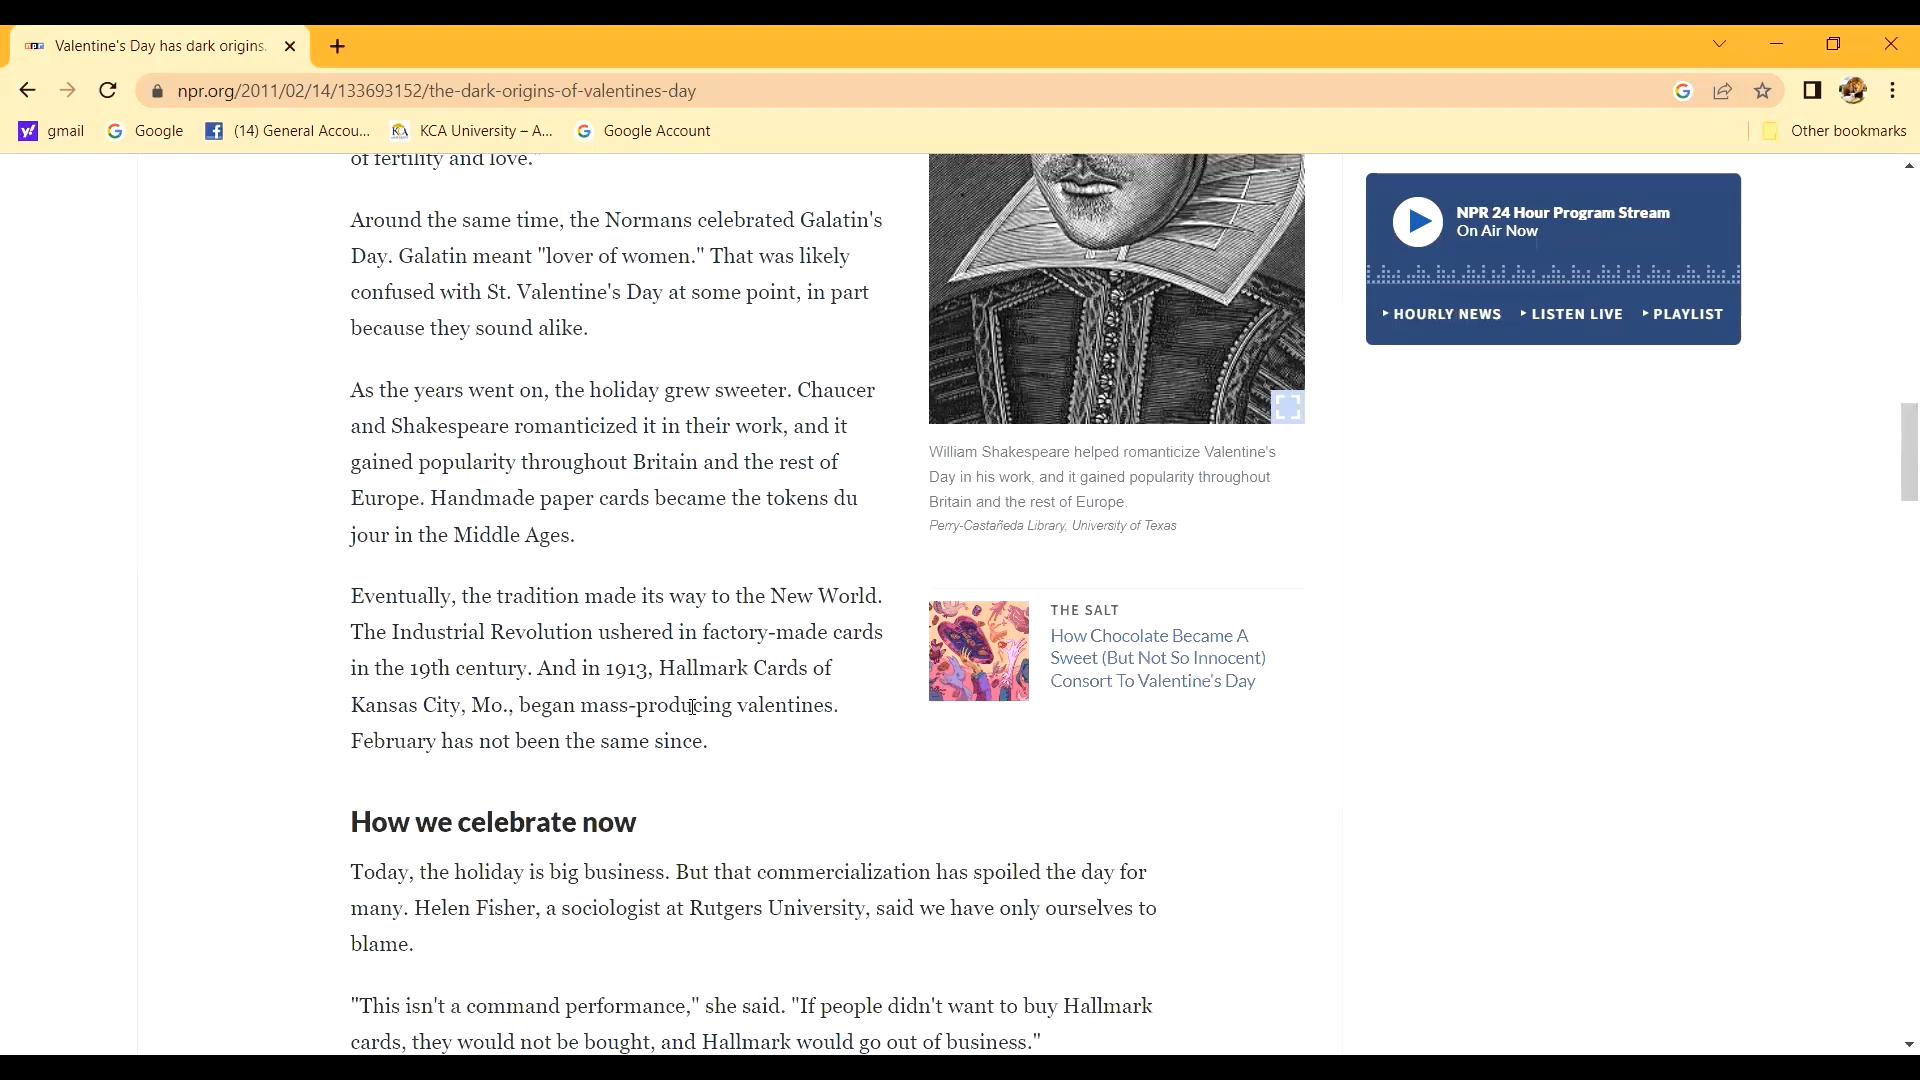 Valentine's Day has dark origins.
npr.org/2011/02/14/133693152/the-dark-origins-of-valentines-day
gmail
Google
(14) General Accou...
KCA University – A...
Google Account
Other bookmarks
of fertility and love."
Around the same time, the Normans celebrated Galatin's
Day. Galatin meant "lover of women." That was likely
confused with St. Valentine's Day at some point, in part
because they sound alike.
As the years went on, the holiday grew sweeter. Chaucer
and Shakespeare romanticized it in their work, and it
gained popularity throughout Britain and the rest of
Europe. Handmade paper cards became the tokens du
jour in the Middle Ages.
Eventually, the tradition made its way to the New World.
The Industrial Revolution ushered in factory-made cards
in the 19th century. And in 1913, Hallmark Cards of
Kansas City, Mo., began mass-producing valentines.
February has not been the same since.
William Shakespeare helped romanticize Valentine's
Day in his work, and it gained popularity throughout
Britain and the rest of Europe.
Perry-Castañeda Library, University of Texas
THE SALT
How Chocolate Became A
Sweet (But Not So Innocent)
Consort To Valentine's Day
NPR 24 Hour Program Stream
On Air Now
HOURLY NEWS
LISTEN LIVE
PLAYLIST
How we celebrate now
Today, the holiday is big business. But that commercialization has spoiled the day for
many. Helen Fisher, a sociologist at Rutgers University, said we have only ourselves to
blame.
"This isn't a command performance," she said. "If people didn't want to buy Hallmark
cards, they would not be bought, and Hallmark would go out of business."